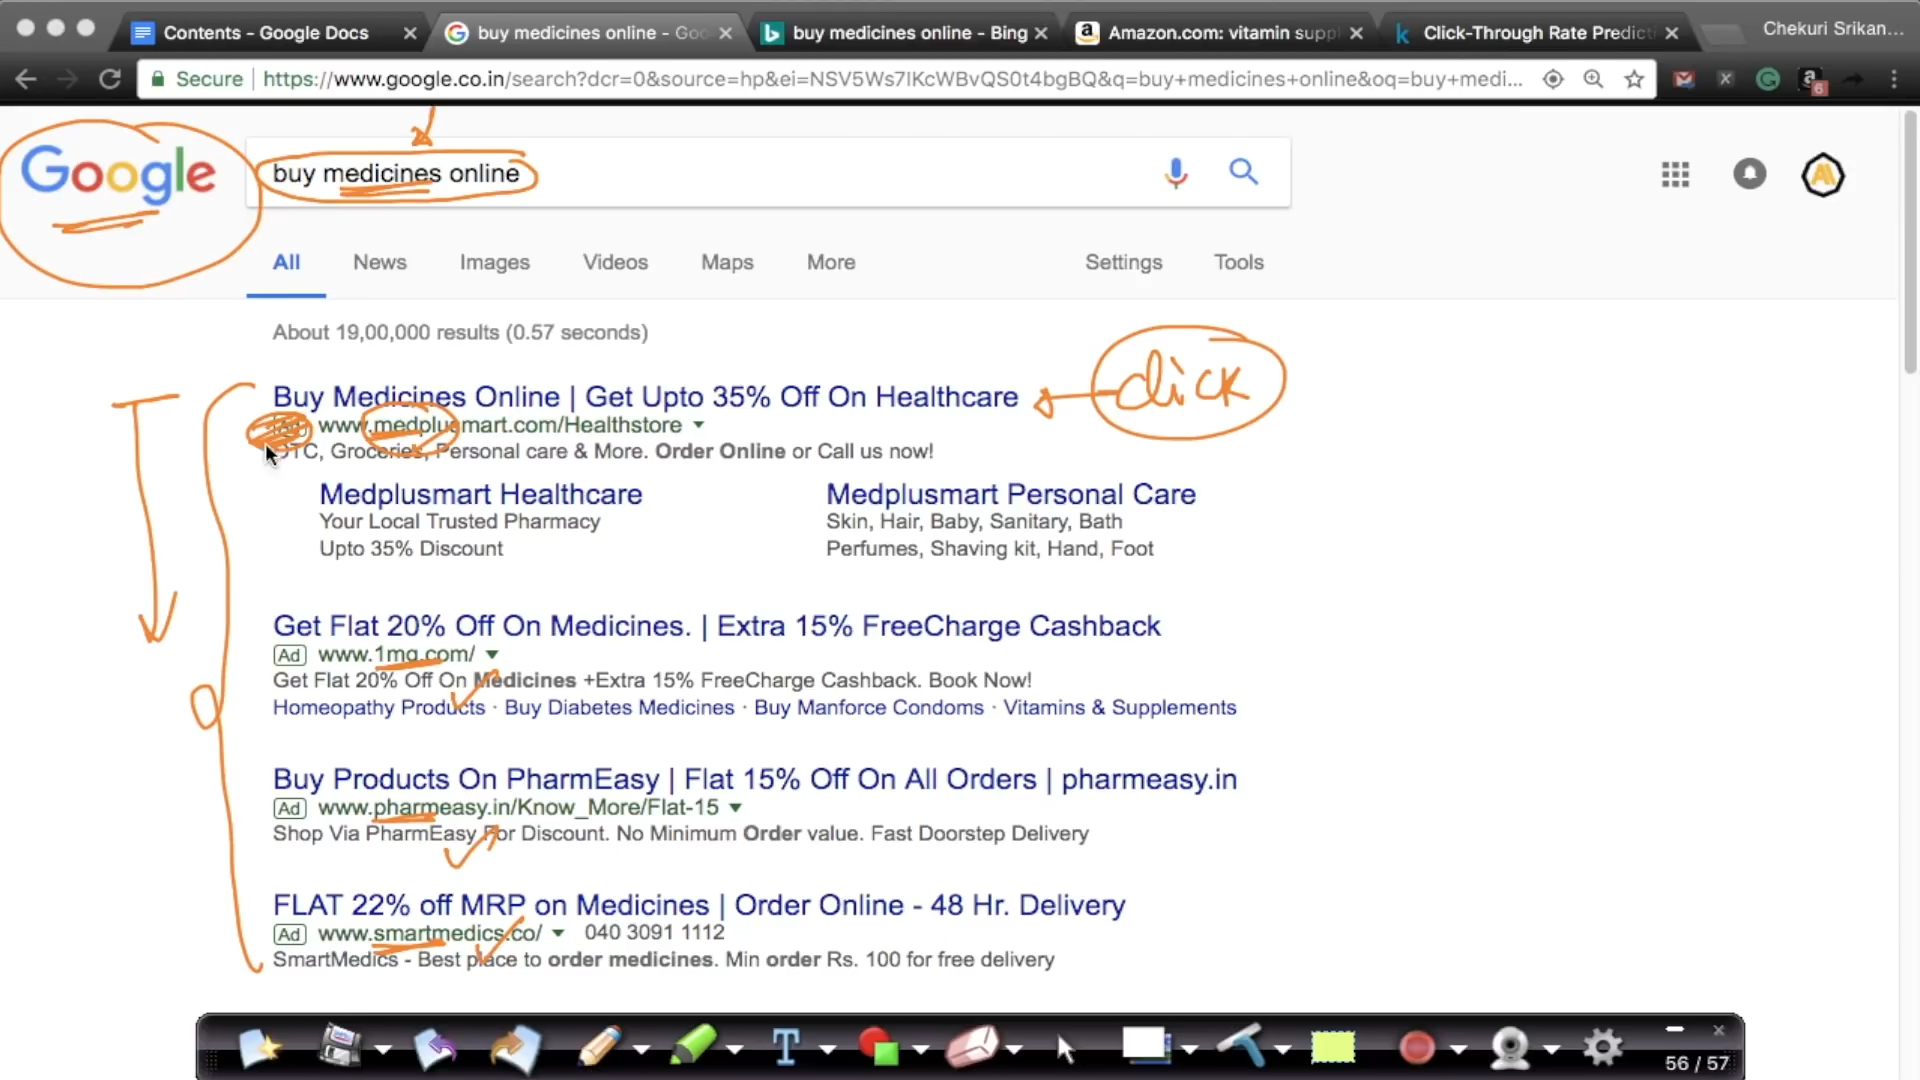 Contents - Google Docs
buy medicines online - Goo
buy medicines online - Bing
Amazon.com: vitamin supp
Click-Through Rate Predict
Chekuri Srikan...
Secure
https://www.google.co.in/search?dcr=0&source=hp&ei=NSV5Ws7IKcWBvQS0t4bgBQ&q=buy+medicines+online&oq=buy+medi...
6
Google
buy medicines online
All News Images Videos Maps More Settings Tools
About 19,00,000 results (0.57 seconds)
click
Buy Medicines Online | Get Upto 35% Off On Healthcare
www.medplusmart.com/Healthstore
OTC, Groceries, Personal care & More. Order Online or Call us now!
Medplusmart Healthcare
Your Local Trusted Pharmacy
Upto 35% Discount
Medplusmart Personal Care
Skin, Hair, Baby, Sanitary, Bath
Perfumes, Shaving kit, Hand, Foot
Get Flat 20% Off On Medicines. | Extra 15% FreeCharge Cashback
Ad www.1mg.com/
Get Flat 20% Off On Medicines +Extra 15% FreeCharge Cashback. Book Now!
Homeopathy Products · Buy Diabetes Medicines · Buy Manforce Condoms · Vitamins & Supplements
Buy Products On PharmEasy | Flat 15% Off On All Orders | pharmeasy.in
Ad www.pharmeasy.in/Know_More/Flat-15
Shop Via PharmEasy For Discount. No Minimum Order value. Fast Doorstep Delivery
FLAT 22% off MRP on Medicines | Order Online - 48 Hr. Delivery
Ad www.smartmedics.co/ 040 3091 1112
SmartMedics - Best place to order medicines. Min order Rs. 100 for free delivery
56 / 57